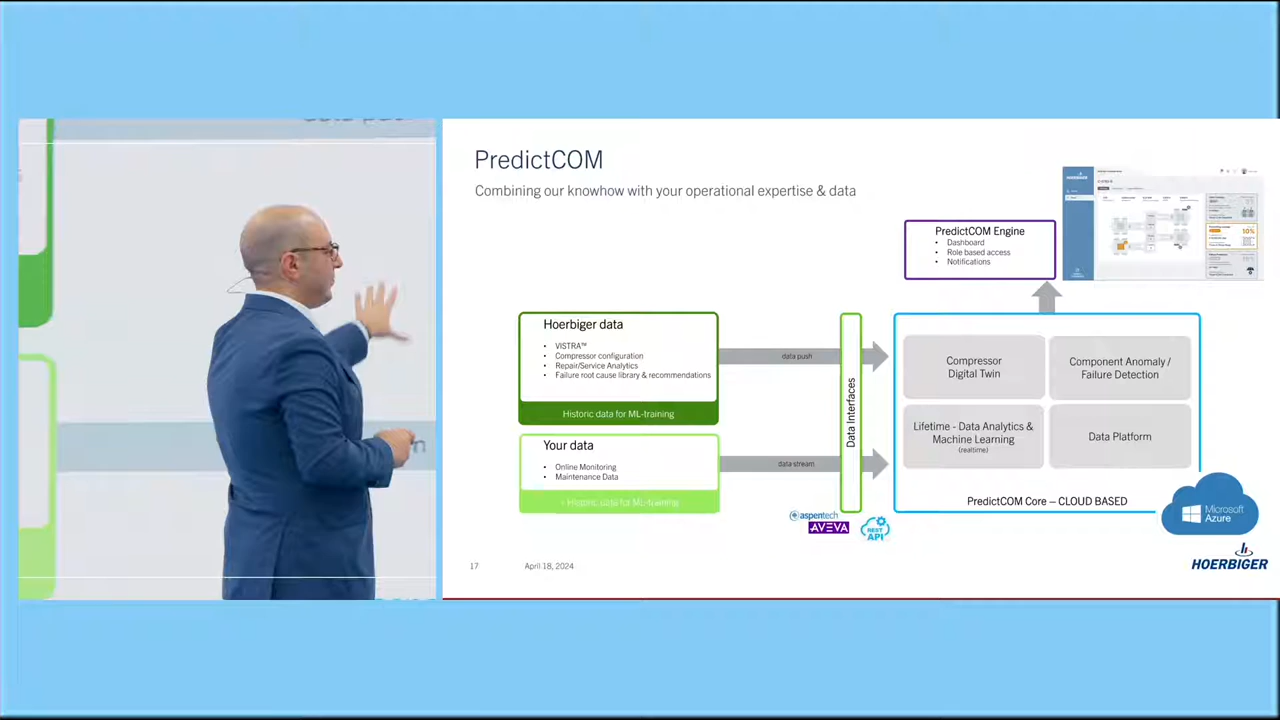 PredictCOM
Combining our knowhow with your operational expertise & data
PredictCOM Engine
• Dashboard
• Role based access
• Notifications
HOERBIGER
10%
Hoerbiger data
• VISTRA™
• Compressor configuration
• Repair/Service Analytics
• Failure root cause library & recommendations
Historic data for ML-training
data push
Your data
• Online Monitoring
• Maintenance Data
Historic data for ML-training
data stream
Data Interfaces
Compressor
Digital Twin
Component Anomaly /
Failure Detection
Lifetime - Data Analytics &
Machine Learning
(realtime)
Data Platform
PredictCOM Core – CLOUD BASED
aspentech
AVEVA
REST
API
Microsoft
Azure
HOERBIGER
17
April 18, 2024